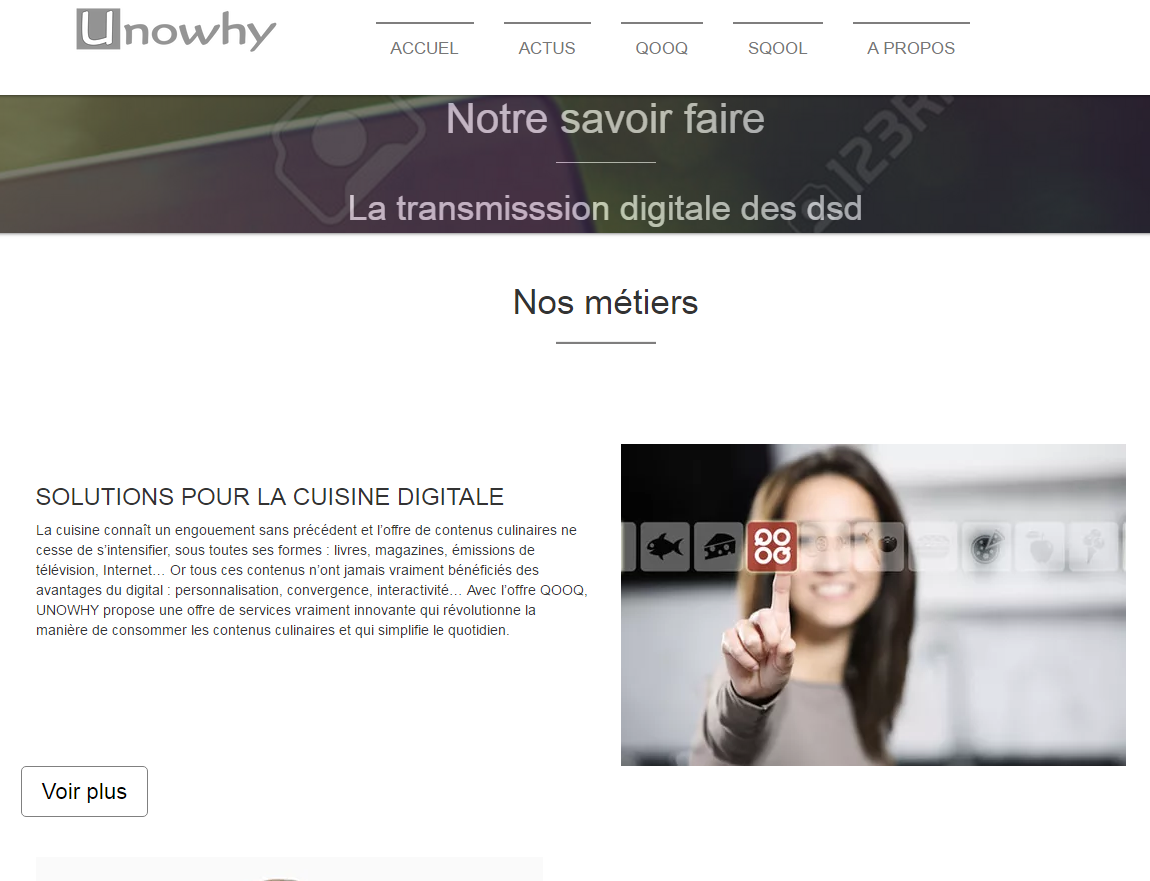 Unowhy
ACCUEL ACTUS QOOQ SQOOL A PROPOS
Notre savoir faire
123R
La transmisssion digitale des dsd
Nos métiers
SOLUTIONS POUR LA CUISINE DIGITALE
La cuisine connaît un engouement sans précédent et l’offre de contenus culinaires ne
cesse de s’intensifier, sous toutes ses formes : livres, magazines, émissions de
télévision, Internet… Or tous ces contenus n’ont jamais vraiment bénéficiés des
avantages du digital : personnalisation, convergence, interactivité… Avec l’offre QOOQ,
UNOWHY propose une offre de services vraiment innovante qui révolutionne la
manière de consommer les contenus culinaires et qui simplifie le quotidien.
QO
OQ
Voir plus